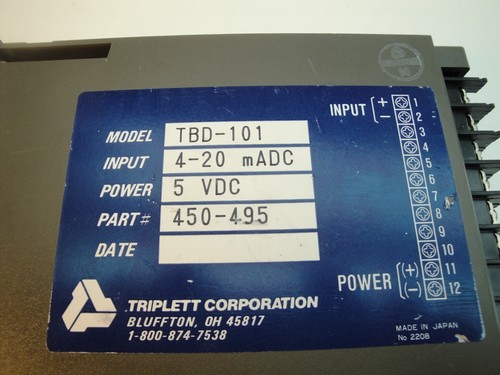 MODEL TBD-101
INPUT 4-20 mADC
POWER 5 VDC
PART# 450-495
DATE
TRIPLETT CORPORATION
BLUFFTON, OH 45817
1-800-874-7538
INPUT (+) 1
(-) 2
3
4
5
6
7
8
9
10
POWER (+) 11
(-) 12
MADE IN JAPAN
No 2208